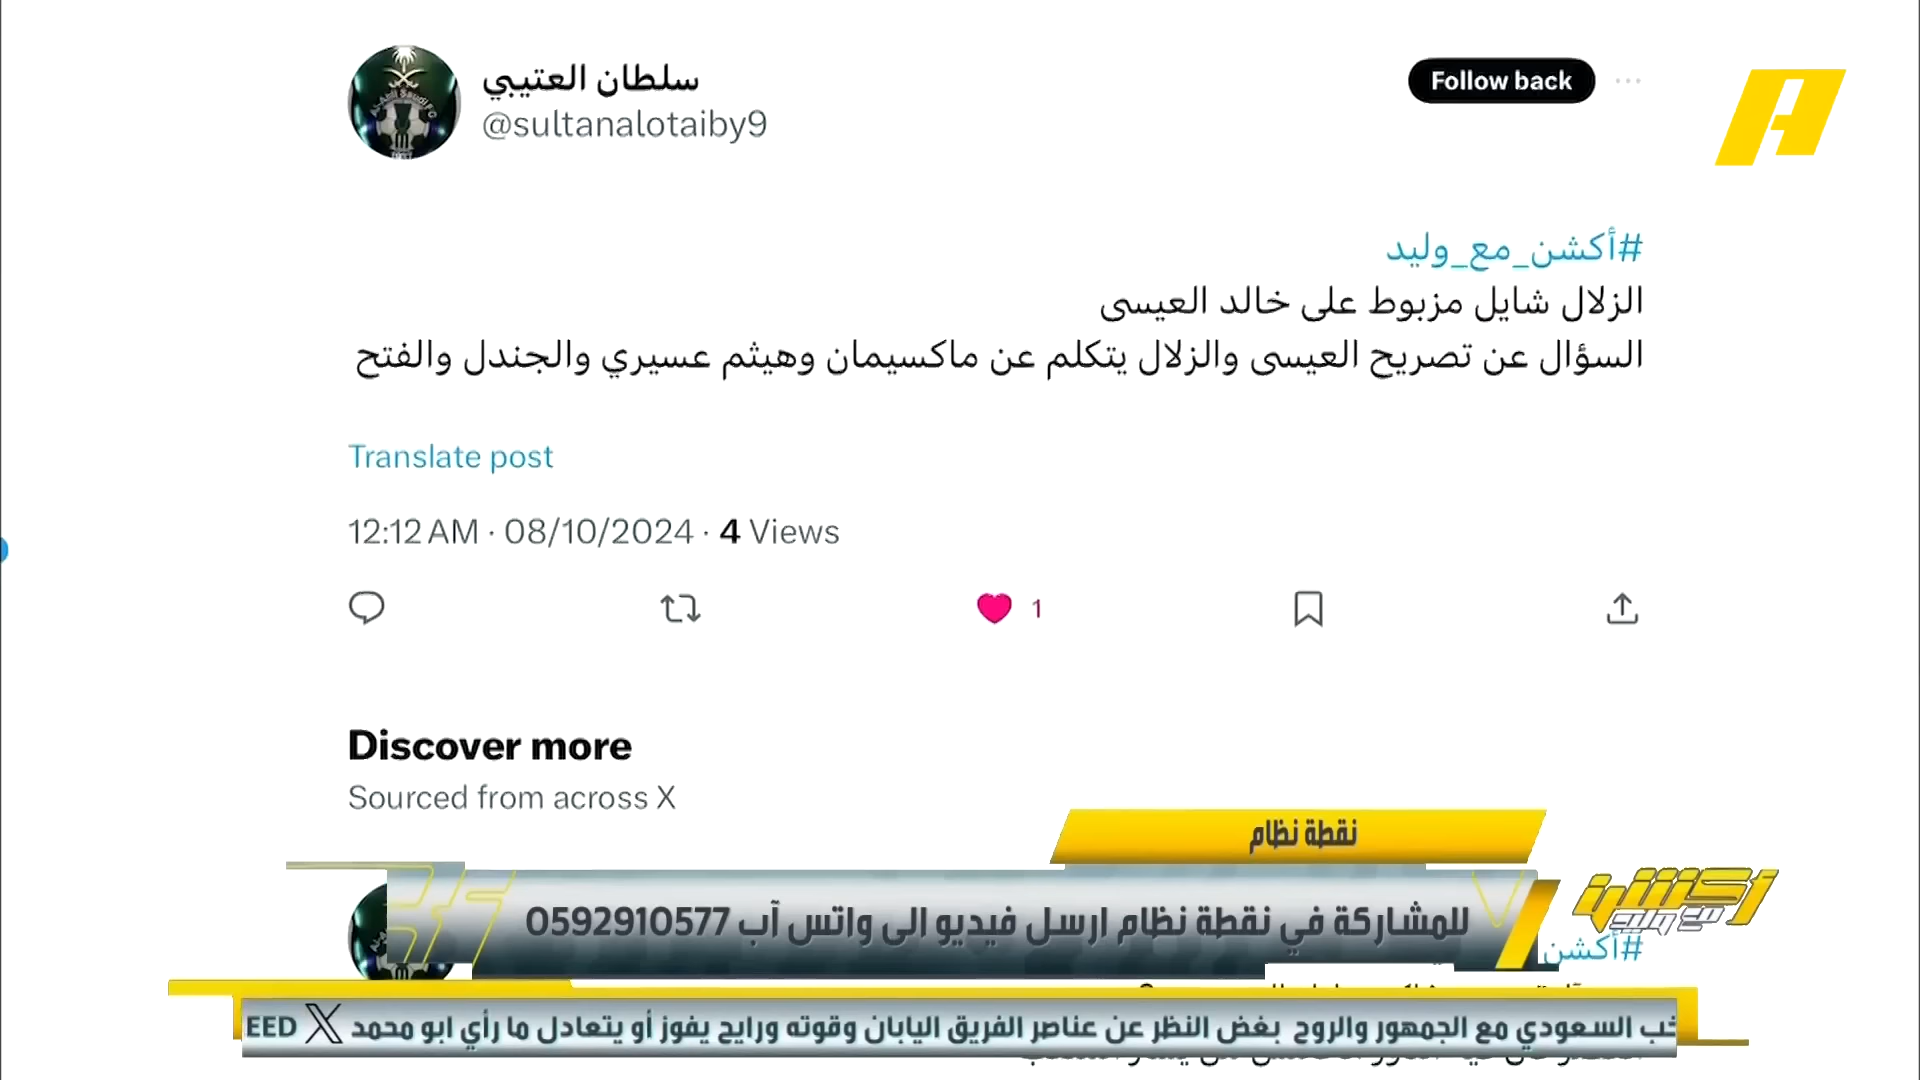 سلطان العتيبي
@sultanalotaiby9
Follow back
#أكشن_مع_وليد
الزلال شايل مزبوط على خالد العيسى
السؤال عن تصريح العيسى والزلال يتكلم عن ماكسيمان وهيثم عسيري والجندل والفتح
Translate post
12:12 AM · 08/10/2024 · 4 Views
1
Discover more
Sourced from across X
نقطة نظام
للمشاركة في نقطة نظام ارسل فيديو الى واتس آب 0592910577
أكشن مع وليد
#أكشن
السعودي مع الجمهور والروح بغض النظر عن عناصر الفريق اليابان وقوته ورايح يفوز أو يتعادل ما رأي ابو محمد X EED